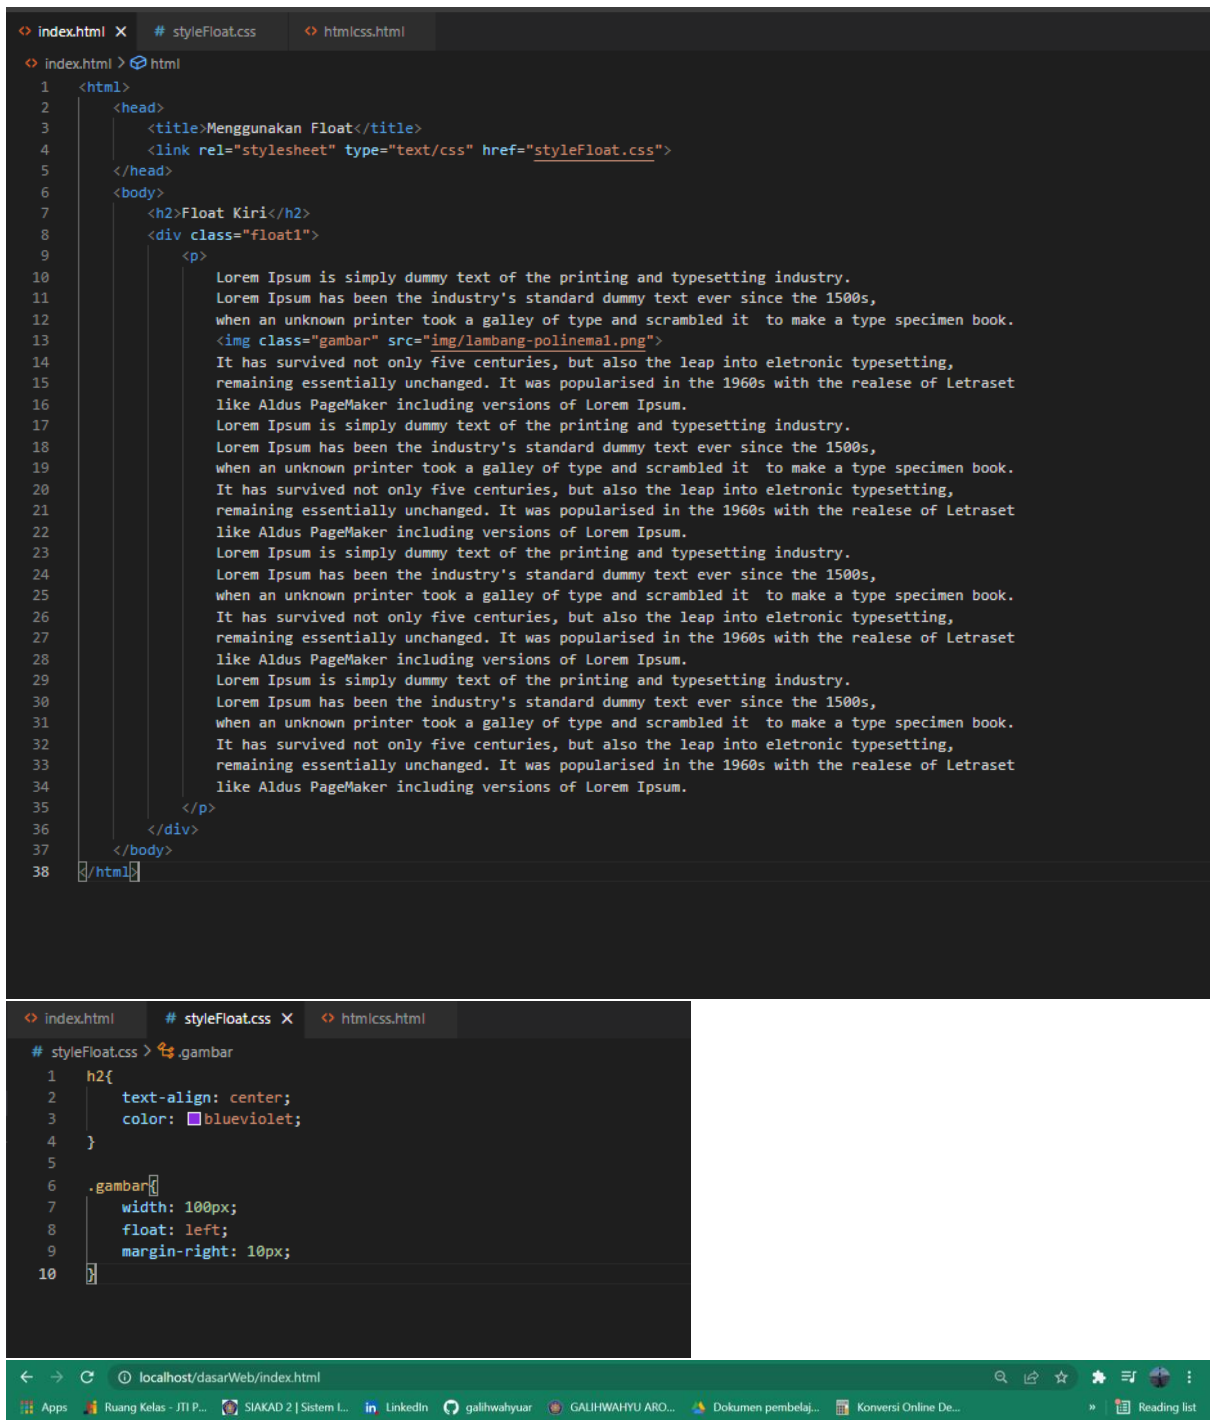 index.html
styleFloat.css
htmlcss.html
index.html > html
1 <html>
2 <head>
3 <title>Menggunakan Float</title>
4 <link rel="stylesheet" type="text/css" href="styleFloat.css">
5 </head>
6 <body>
7 <h2>Float Kiri</h2>
8 <div class="float1">
9 <p>
10 Lorem Ipsum is simply dummy text of the printing and typesetting industry.
11 Lorem Ipsum has been the industry's standard dummy text ever since the 1500s,
12 when an unknown printer took a galley of type and scrambled it  to make a type specimen book.
13 <img class="gambar" src="img/lambang-polinema1.png">
14 It has survived not only five centuries, but also the leap into eletronic typesetting,
15 remaining essentially unchanged. It was popularised in the 1960s with the realese of Letraset
16 like Aldus PageMaker including versions of Lorem Ipsum.
17 Lorem Ipsum is simply dummy text of the printing and typesetting industry.
18 Lorem Ipsum has been the industry's standard dummy text ever since the 1500s,
19 when an unknown printer took a galley of type and scrambled it  to make a type specimen book.
20 It has survived not only five centuries, but also the leap into eletronic typesetting,
21 remaining essentially unchanged. It was popularised in the 1960s with the realese of Letraset
22 like Aldus PageMaker including versions of Lorem Ipsum.
23 Lorem Ipsum is simply dummy text of the printing and typesetting industry.
24 Lorem Ipsum has been the industry's standard dummy text ever since the 1500s,
25 when an unknown printer took a galley of type and scrambled it  to make a type specimen book.
26 It has survived not only five centuries, but also the leap into eletronic typesetting,
27 remaining essentially unchanged. It was popularised in the 1960s with the realese of Letraset
28 like Aldus PageMaker including versions of Lorem Ipsum.
29 Lorem Ipsum is simply dummy text of the printing and typesetting industry.
30 Lorem Ipsum has been the industry's standard dummy text ever since the 1500s,
31 when an unknown printer took a galley of type and scrambled it  to make a type specimen book.
32 It has survived not only five centuries, but also the leap into eletronic typesetting,
33 remaining essentially unchanged. It was popularised in the 1960s with the realese of Letraset
34 like Aldus PageMaker including versions of Lorem Ipsum.
35 </p>
36 </div>
37 </body>
38 </html>
index.html
# styleFloat.css
htmlcss.html
# styleFloat.css > .gambar
1 h2{
2 text-align: center;
3 color: blueviolet;
4 }
5
6 .gambar{
7 width: 100px;
8 float: left;
9 margin-right: 10px;
10 }
localhost/dasarWeb/index.html
Apps
Ruang Kelas - JTI P...
SIAKAD 2 | Sistem I...
LinkedIn
galihwahyuar
GALIHWAHYU ARO...
Dokumen pembelaj...
Konversi Online De...
»
Reading list